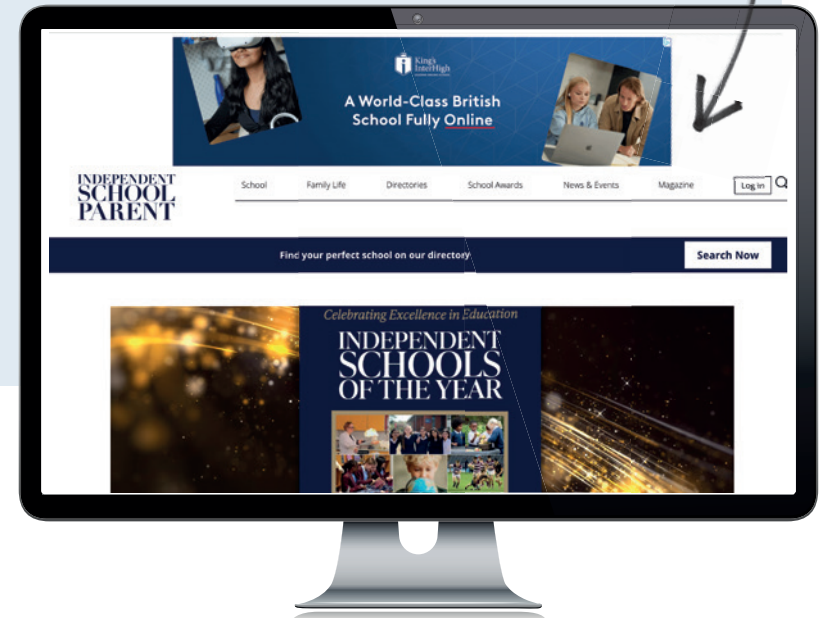 King's
InterHigh
A World-Class British
School Fully Online
INDEPENDENT
SCHOOL
PARENT
School Family Life Directories School Awards News & Events Magazine Log in
Find your perfect school on our directory
Search Now
Celebrating Excellence in Education
INDEPENDENT
SCHOOLS
OF THE YEAR